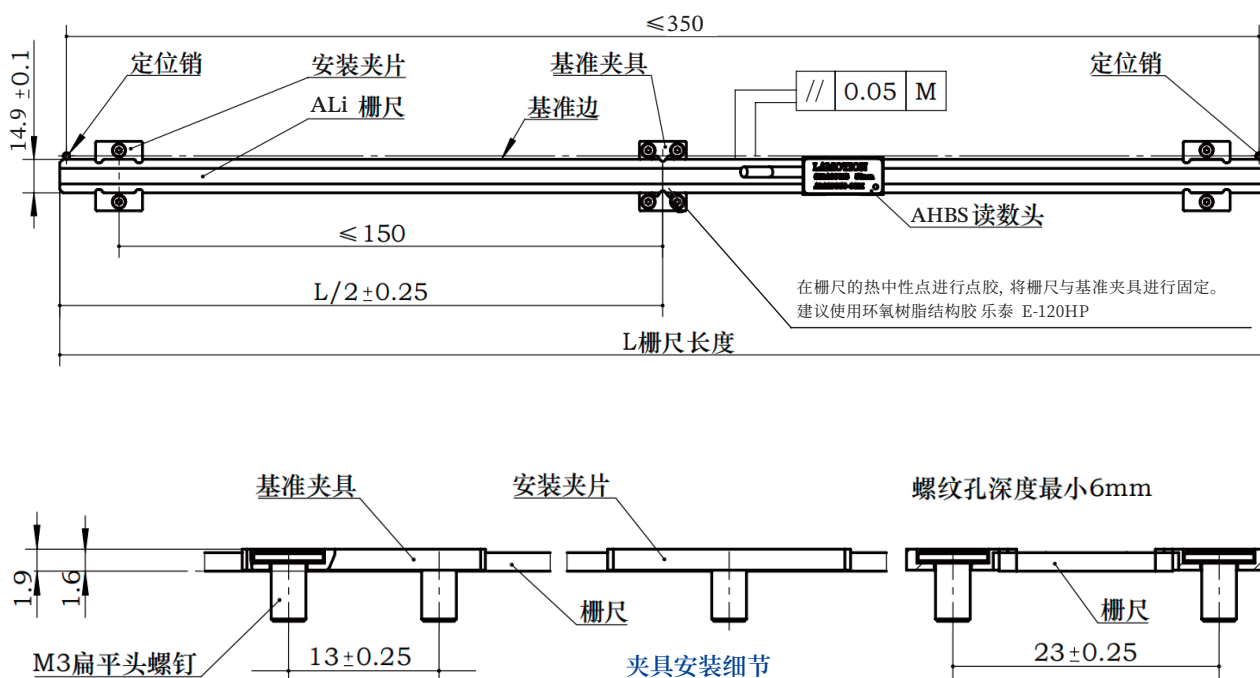 ≤350
14.9 ±0.1
定位销
安装夹片
基准夹具
定位销
// 0.05 M
ALi 栅尺
基准边
AHBS 读数头
≤150
L/2±0.25
在栅尺的热中性点进行点胶, 将栅尺与基准夹具进行固定。
建议使用环氧树脂结构胶 乐泰 E-120HP
L栅尺长度
基准夹具
安装夹片
螺纹孔深度最小6mm
1.9
1.6
栅尺
栅尺
M3扁平头螺钉
13±0.25
夹具安装细节
23±0.25